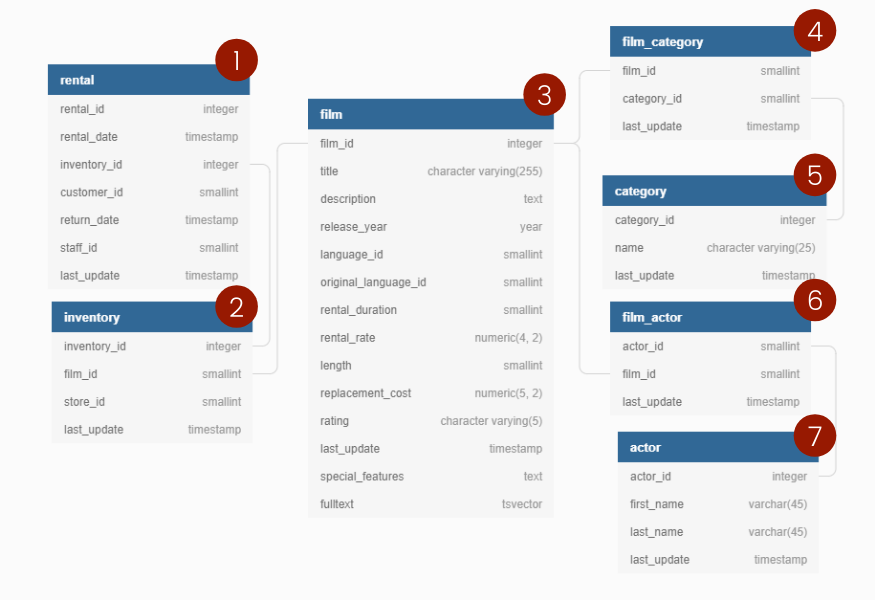 1
rental
rental_id integer
rental_date timestamp
inventory_id integer
customer_id smallint
return_date timestamp
staff_id smallint
last_update timestamp
2
inventory
inventory_id integer
film_id smallint
store_id smallint
last_update timestamp
3
film
film_id integer
title character varying(255)
description text
release_year year
language_id smallint
original_language_id smallint
rental_duration smallint
rental_rate numeric(4, 2)
length smallint
replacement_cost numeric(5, 2)
rating character varying(5)
last_update timestamp
special_features text
fulltext tsvector
4
film_category
film_id smallint
category_id smallint
last_update timestamp
5
category
category_id integer
name character varying(25)
last_update timestamp
6
film_actor
actor_id smallint
film_id smallint
last_update timestamp
7
actor
actor_id integer
first_name varchar(45)
last_name varchar(45)
last_update timestamp